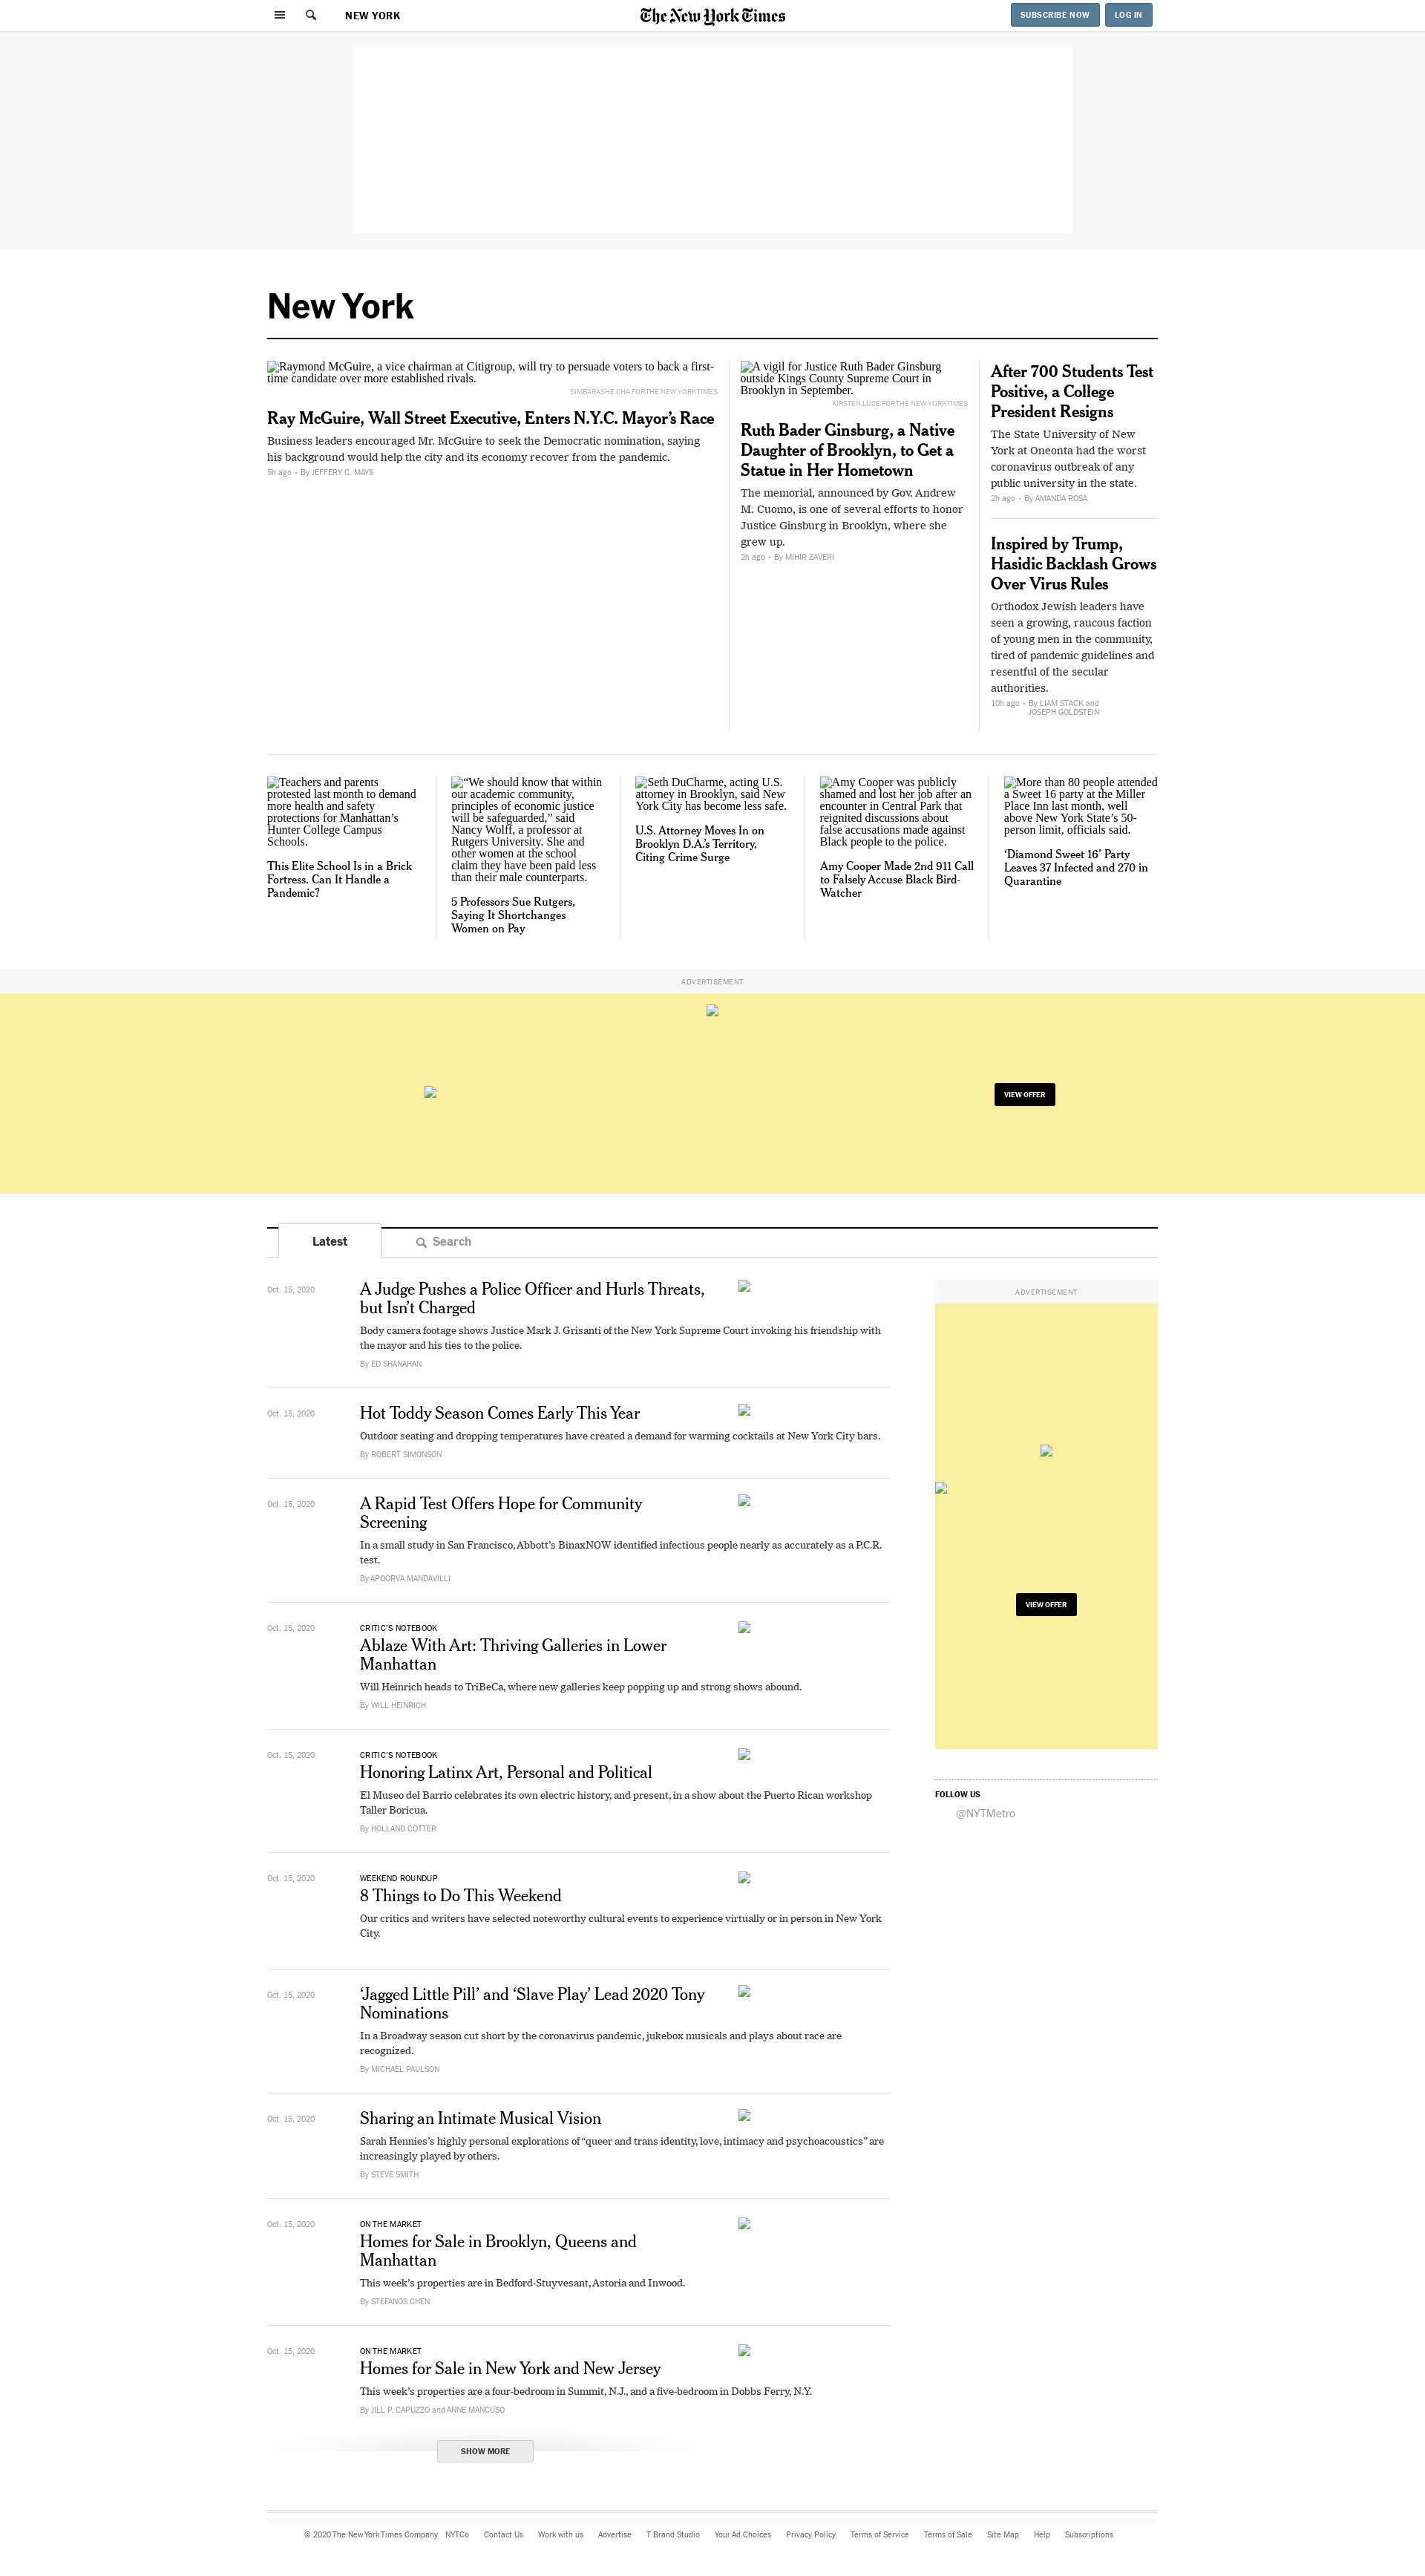 NEW YORK
The New York Times
SUBSCRIBE NOW
LOG IN
New York
Raymond McGuire, a vice chairman at Citigroup, will try to persuade voters to back a first-
time candidate over more established rivals.
SIMBARASHE CHA FOR THE NEW YORK TIMES
Ray McGuire, Wall Street Executive, Enters N.Y.C. Mayor’s Race
Business leaders encouraged Mr. McGuire to seek the Democratic nomination, saying
his background would help the city and its economy recover from the pandemic.
5h ago • By JEFFERY C. MAYS
A vigil for Justice Ruth Bader Ginsburg
outside Kings County Supreme Court in
Brooklyn in September.
KIRSTEN LUCE FOR THE NEW YORK TIMES
Ruth Bader Ginsburg, a Native
Daughter of Brooklyn, to Get a
Statue in Her Hometown
The memorial, announced by Gov. Andrew
M. Cuomo, is one of several efforts to honor
Justice Ginsburg in Brooklyn, where she
grew up.
2h ago • By MIHIR ZAVERI
After 700 Students Test
Positive, a College
President Resigns
The State University of New
York at Oneonta had the worst
coronavirus outbreak of any
public university in the state.
2h ago • By AMANDA ROSA
Inspired by Trump,
Hasidic Backlash Grows
Over Virus Rules
Orthodox Jewish leaders have
seen a growing, raucous faction
of young men in the community,
tired of pandemic guidelines and
resentful of the secular
authorities.
10h ago • By LIAM STACK and
JOSEPH GOLDSTEIN
Teachers and parents
protested last month to demand
more health and safety
protections for Manhattan’s
Hunter College Campus
Schools.
This Elite School Is in a Brick
Fortress. Can It Handle a
Pandemic?
“We should know that within
our academic community,
principles of economic justice
will be safeguarded,” said
Nancy Wolff, a professor at
Rutgers University. She and
other women at the school
claim they have been paid less
than their male counterparts.
5 Professors Sue Rutgers,
Saying It Shortchanges
Women on Pay
Seth DuCharme, acting U.S.
attorney in Brooklyn, said New
York City has become less safe.
U.S. Attorney Moves In on
Brooklyn D.A.’s Territory,
Citing Crime Surge
Amy Cooper was publicly
shamed and lost her job after an
encounter in Central Park that
reignited discussions about
false accusations made against
Black people to the police.
Amy Cooper Made 2nd 911 Call
to Falsely Accuse Black Bird-
Watcher
More than 80 people attended
a Sweet 16 party at the Miller
Place Inn last month, well
above New York State’s 50-
person limit, officials said.
‘Diamond Sweet 16’ Party
Leaves 37 Infected and 270 in
Quarantine
ADVERTISEMENT
VIEW OFFER
Latest
Search
Oct. 15, 2020
A Judge Pushes a Police Officer and Hurls Threats,
but Isn’t Charged
Body camera footage shows Justice Mark J. Grisanti of the New York Supreme Court invoking his friendship with
the mayor and his ties to the police.
By ED SHANAHAN
Oct. 15, 2020
Hot Toddy Season Comes Early This Year
Outdoor seating and dropping temperatures have created a demand for warming cocktails at New York City bars.
By ROBERT SIMONSON
Oct. 15, 2020
A Rapid Test Offers Hope for Community
Screening
In a small study in San Francisco, Abbott’s BinaxNOW identified infectious people nearly as accurately as a P.C.R.
test.
By APOORVA MANDAVILLI
Oct. 15, 2020
CRITIC’S NOTEBOOK
Ablaze With Art: Thriving Galleries in Lower
Manhattan
Will Heinrich heads to TriBeCa, where new galleries keep popping up and strong shows abound.
By WILL HEINRICH
Oct. 15, 2020
CRITIC’S NOTEBOOK
Honoring Latinx Art, Personal and Political
El Museo del Barrio celebrates its own electric history, and present, in a show about the Puerto Rican workshop
Taller Boricua.
By HOLLAND COTTER
Oct. 15, 2020
WEEKEND ROUNDUP
8 Things to Do This Weekend
Our critics and writers have selected noteworthy cultural events to experience virtually or in person in New York
City.
Oct. 15, 2020
‘Jagged Little Pill’ and ‘Slave Play’ Lead 2020 Tony
Nominations
In a Broadway season cut short by the coronavirus pandemic, jukebox musicals and plays about race are
recognized.
By MICHAEL PAULSON
Oct. 15, 2020
Sharing an Intimate Musical Vision
Sarah Hennies’s highly personal explorations of “queer and trans identity, love, intimacy and psychoacoustics” are
increasingly played by others.
By STEVE SMITH
Oct. 15, 2020
ON THE MARKET
Homes for Sale in Brooklyn, Queens and
Manhattan
This week’s properties are in Bedford-Stuyvesant, Astoria and Inwood.
By STEFANOS CHEN
Oct. 15, 2020
ON THE MARKET
Homes for Sale in New York and New Jersey
This week’s properties are a four-bedroom in Summit, N.J., and a five-bedroom in Dobbs Ferry, N.Y.
By JILL P. CAPUZZO and ANNE MANCUSO
SHOW MORE
ADVERTISEMENT
VIEW OFFER
FOLLOW US
@NYTMetro
© 2020 The New York Times Company NYTCo Contact Us Work with us Advertise T Brand Studio Your Ad Choices Privacy Policy Terms of Service Terms of Sale Site Map Help Subscriptions